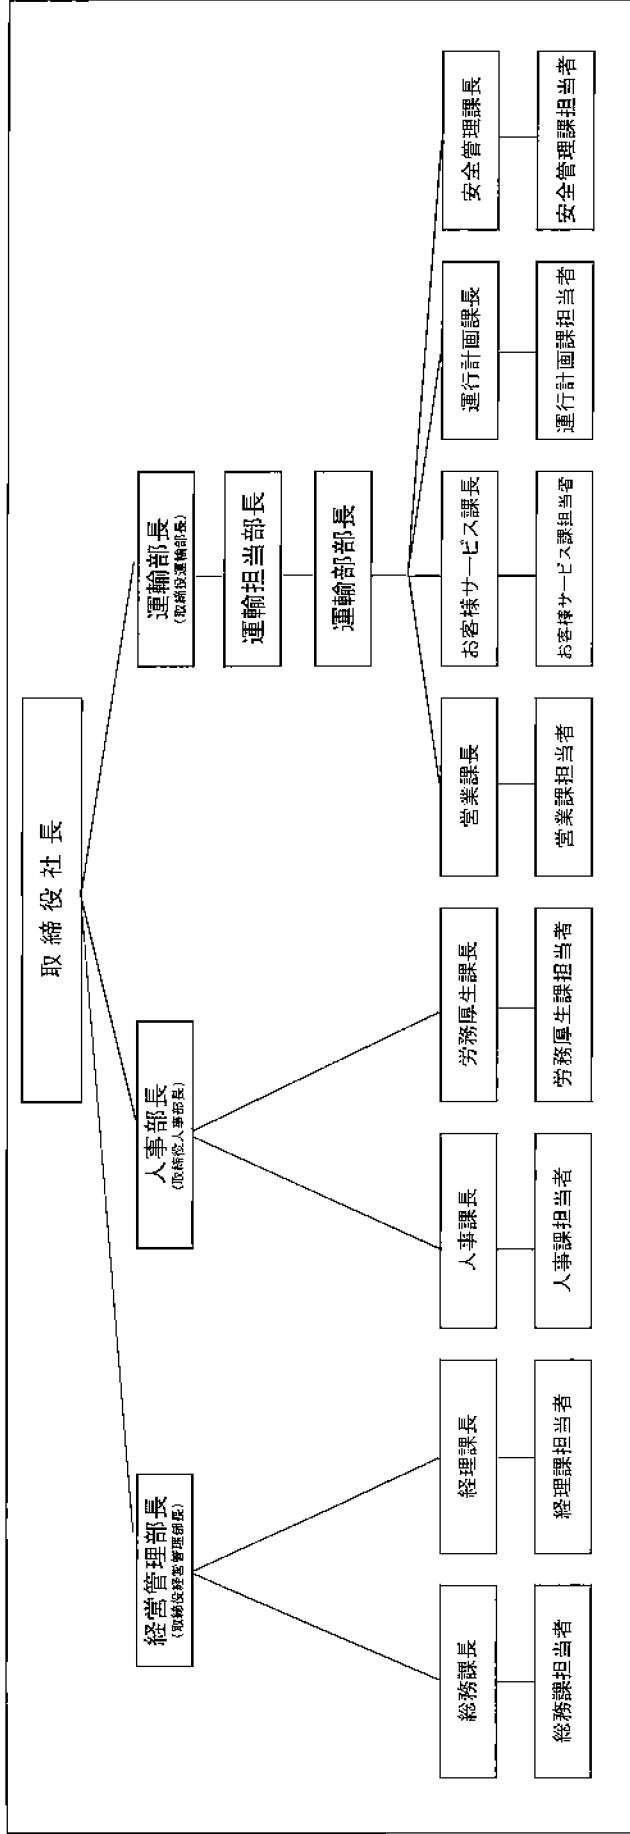 取締役社長
経営管理部長
(取締役経営管理部長)
人事部長
(取締役人事部長)
運輸部長
(取締役運輸部長)
運輸担当部長
運輸部部長
総務課長
経理課長
人事課長
労務厚生課長
営業課長
お客様サービス課長
運行計画課長
安全管理課長
総務課担当者
経理課担当者
人事課担当者
労務厚生課担当者
営業課担当者
お客様サービス課担当者
運行計画課担当者
安全管理課担当者